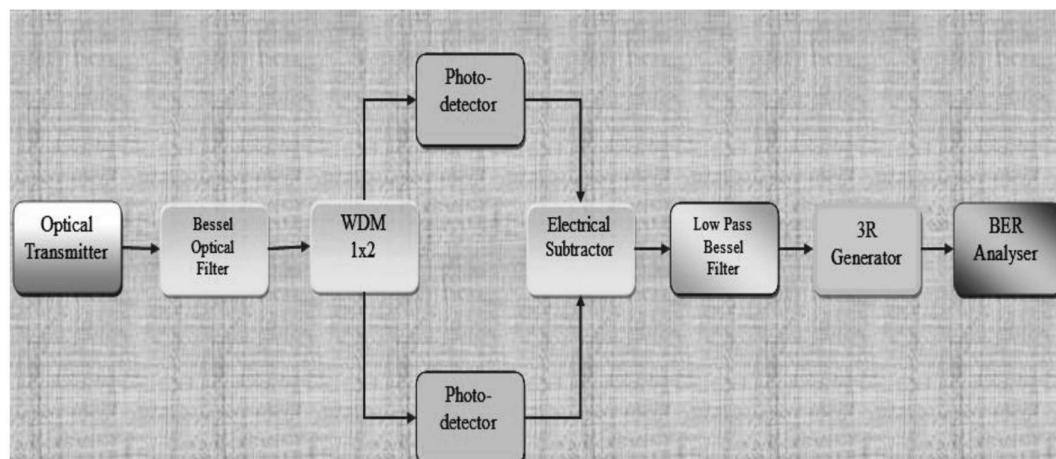 Photo-
detector
Optical
Transmitter
Bessel
Optical
Filter
WDM
1x2
Electrical
Subtractor
Low Pass
Bessel
Filter
3R
Generator
BER
Analyser
Photo-
detector